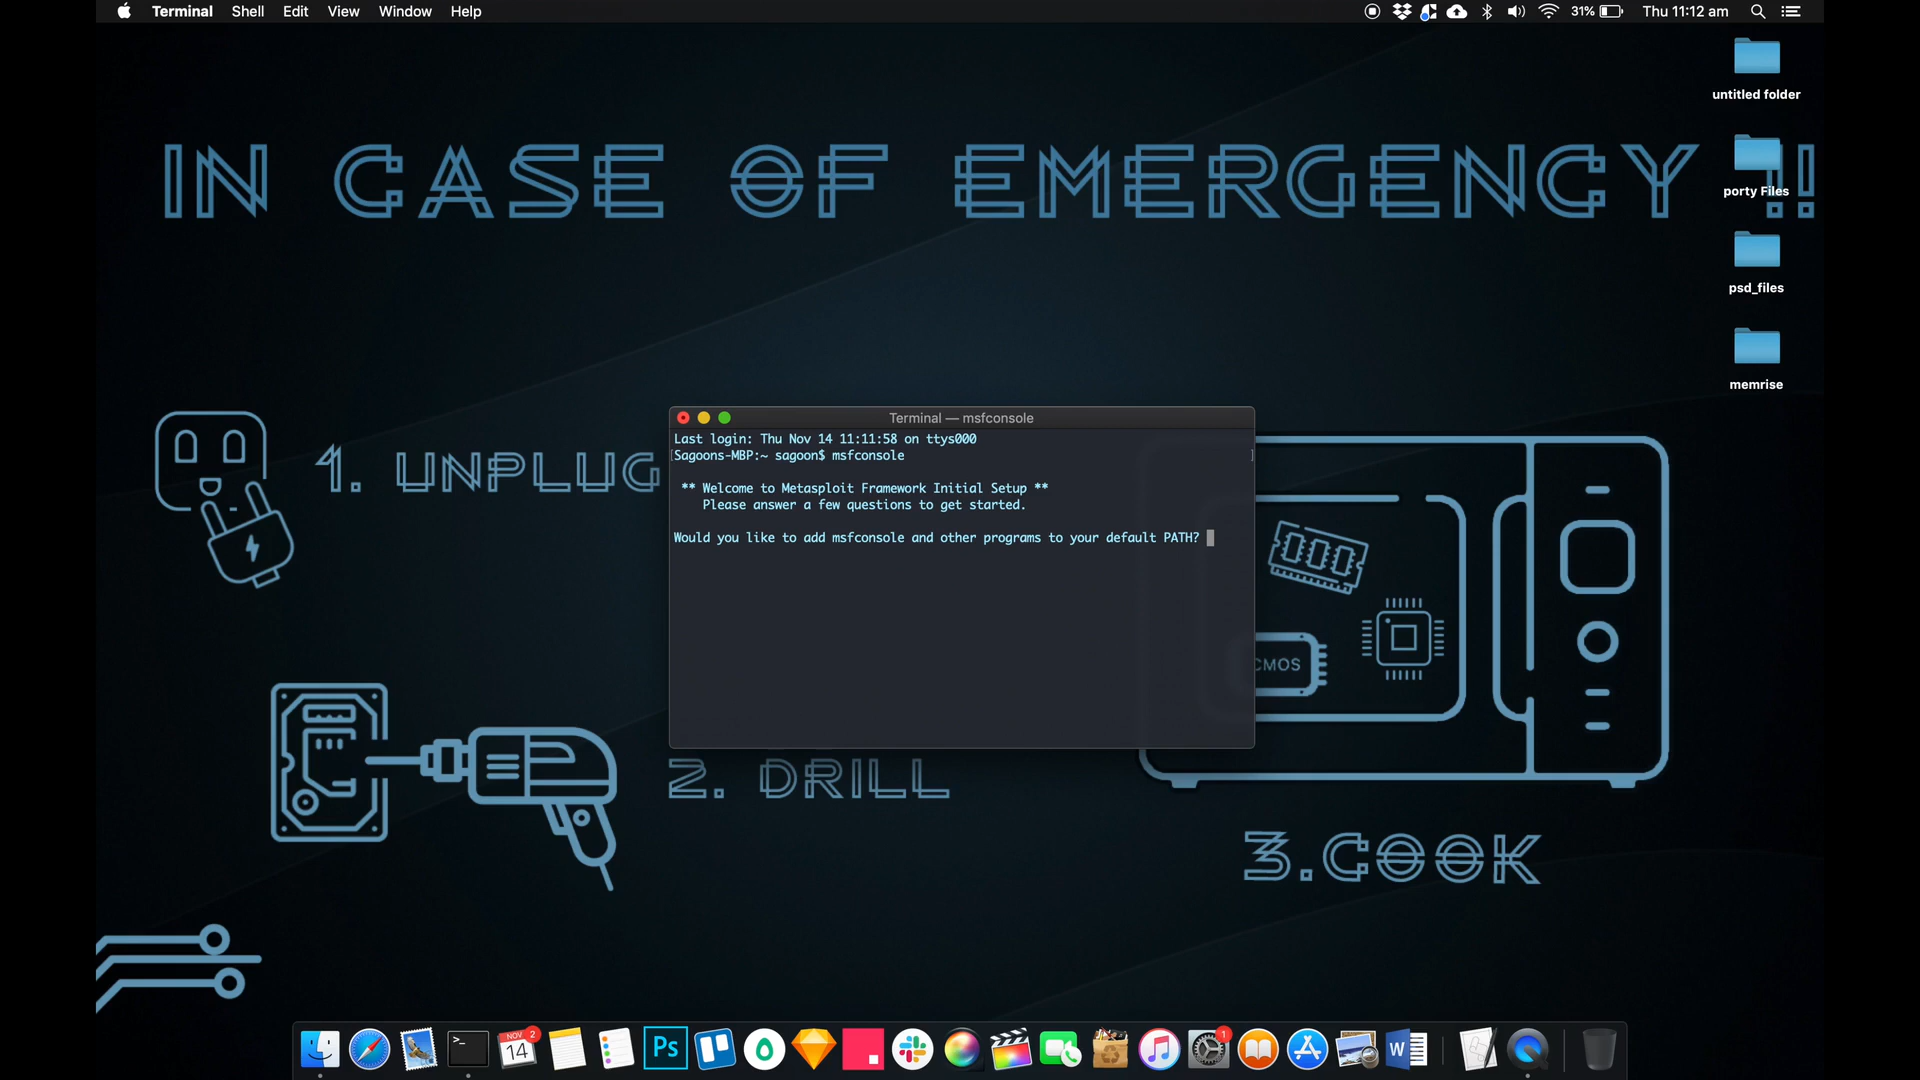 Terminal Shell Edit View Window Help 31% Thu 11:12 am
untitled folder
IN CASE OF EMERGENCY !!
porty Files
psd_files
memrise
Terminal — msfconsole
Last login: Thu Nov 14 11:11:58 on ttys000
[Sagoons-MBP:~ sagoon$ msfconsole ]
** Welcome to Metasploit Framework Initial Setup **
Please answer a few questions to get started.
Would you like to add msfconsole and other programs to your default PATH?
1. UNPLUG
CMOS
2. DRILL
3.COOK
>_
NOV
2
14
Ps
1
W